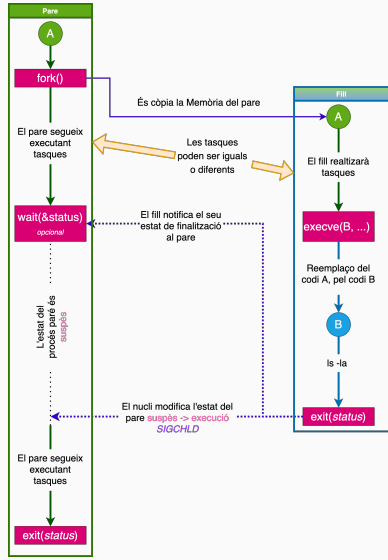 Pare
A
fork()
És còpia la Memòria del pare
Fill
A
El pare segueix
executant
tasques
Les tasques
poden ser iguals
o diferents
El fill realtizarà
tasques
wait(&status)
opcional
El fill notifica el seu
estat de finalització
al pare
execve(B, ...)
Reemplaço del
codi A, pel codi B
B
L'estat del
procés paré és
suspès
ls -la
El nucli modifica l'estat del
pare suspès -> execució
SIGCHLD
exit(status)
El pare segueix
executant
tasques
exit(status)